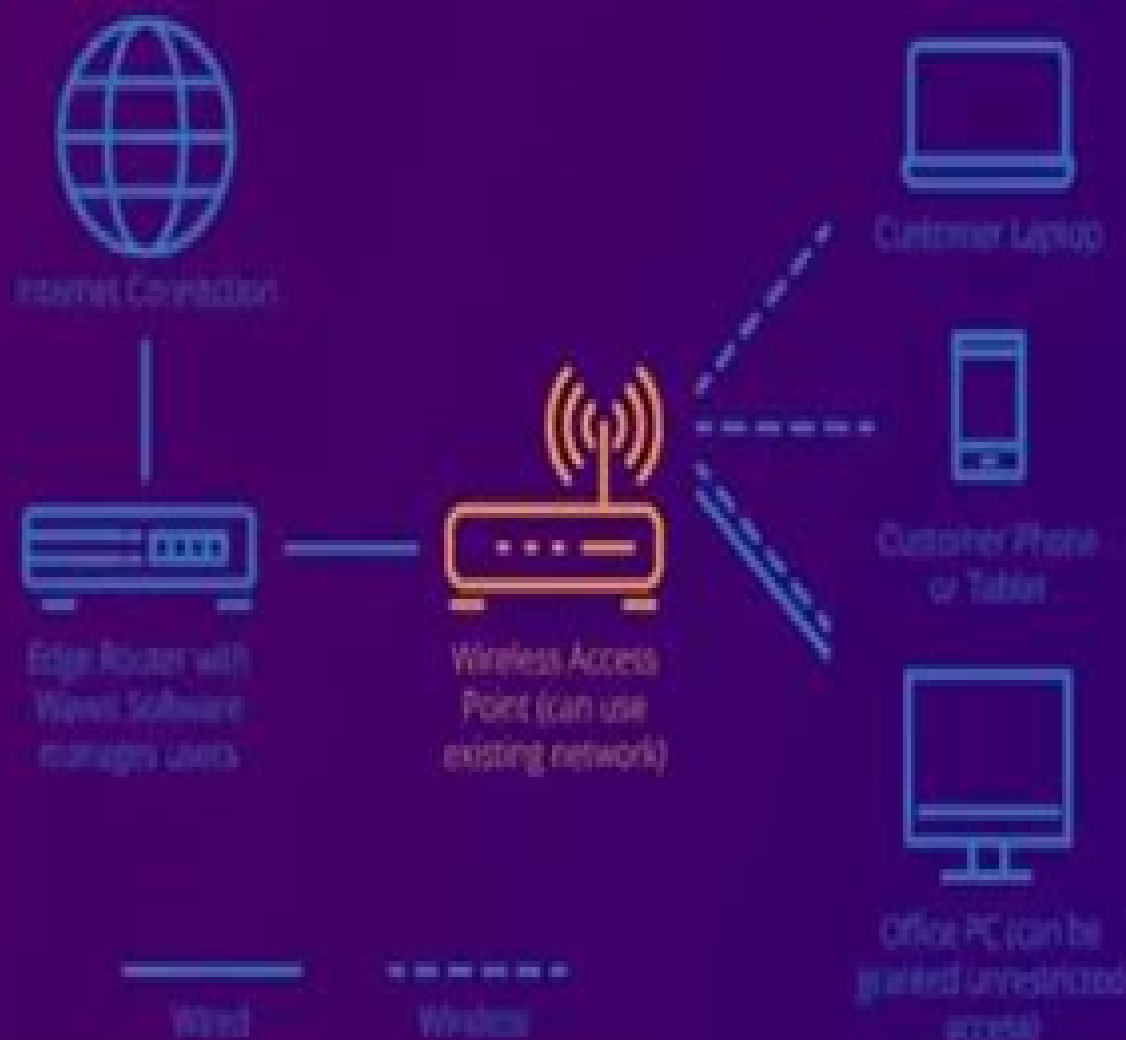 Customer Laptop
Internet Connection
Customer Phone
or Tablet
Edge Router with
Software
manages users
Wireless Access
Point (can use
existing network)
Office PC (can be
granted unrestricted
access)
Wired
Wireless